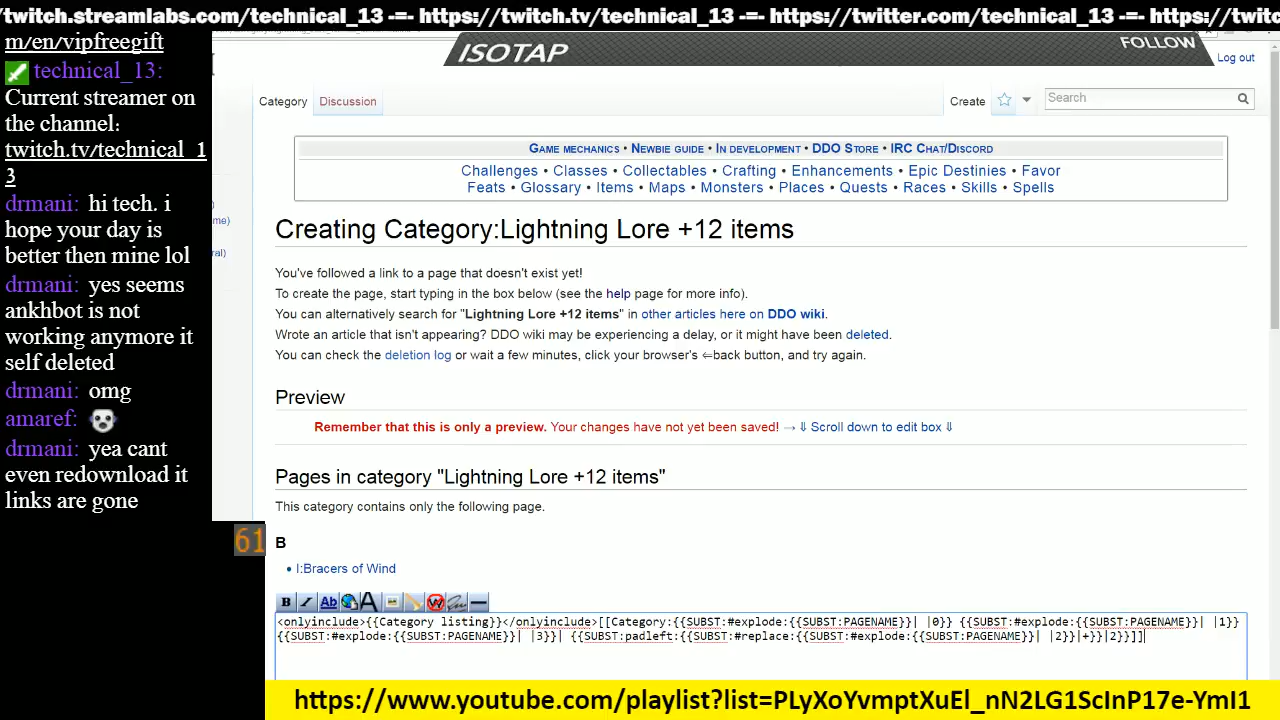 /twitch.streamlabs.com/technical_13 -=- https://twitch.tv/technical_13 -=- https://twitter.com/technical_13 -=- https://twitc
m/en/vipfreegift
technical_13:
Current streamer on
the channel:
twitch.tv/technical_1
3
drmani: hi tech. i
hope your day is
better then mine lol
drmani: yes seems
ankhbot is not
working anymore it
self deleted
drmani: omg
amaref:
drmani: yea cant
even redownload it
links are gone
61
ISOTAP
FOLLOW
Log out
Category Discussion
Create
Search
Game mechanics • Newbie guide • In development • DDO Store • IRC Chat/Discord
Challenges • Classes • Collectables • Crafting • Enhancements • Epic Destinies • Favor
Feats • Glossary • Items • Maps • Monsters • Places • Quests • Races • Skills • Spells
)
me)
ral)
Creating Category:Lightning Lore +12 items
You've followed a link to a page that doesn't exist yet!
To create the page, start typing in the box below (see the help page for more info).
You can alternatively search for "Lightning Lore +12 items" in other articles here on DDO wiki.
Wrote an article that isn't appearing? DDO wiki may be experiencing a delay, or it might have been deleted.
You can check the deletion log or wait a few minutes, click your browser's ⇐back button, and try again.
Preview
Remember that this is only a preview. Your changes have not yet been saved! → ⇓ Scroll down to edit box ⇓
Pages in category "Lightning Lore +12 items"
This category contains only the following page.
B
• I:Bracers of Wind
B I Ab A W
<onlyinclude>{{Category listing}}</onlyinclude>[[Category:{{SUBST:#explode:{{SUBST:PAGENAME}}| |0}} {{SUBST:#explode:{{SUBST:PAGENAME}}| |1}}
{{SUBST:#explode:{{SUBST:PAGENAME}}| |3}}| {{SUBST:padleft:{{SUBST:#replace:{{SUBST:#explode:{{SUBST:PAGENAME}}| |2}}|+}}|2}}]]
https://www.youtube.com/playlist?list=PLyXoYvmptXuEl_nN2LG1ScInP17e-YmI1